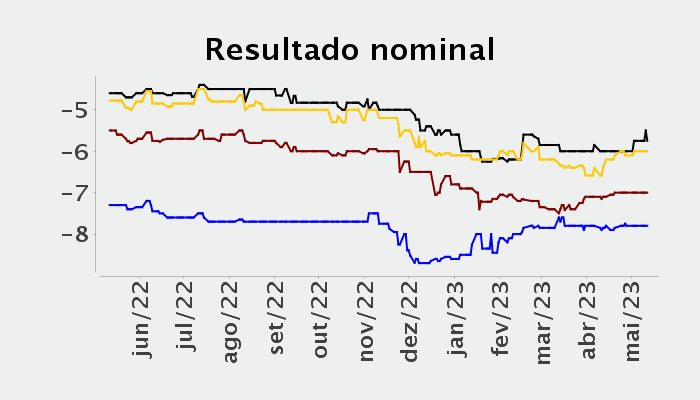 Resultado nominal
-5
-6
-7
-8
jun/22
jul/22
ago/22
set/22
out/22
nov/22
dez/22
jan/23
fev/23
mar/23
abr/23
mai/23